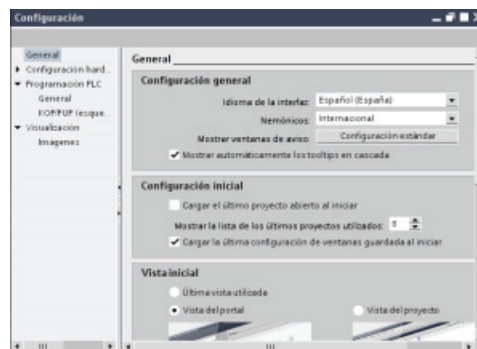 Configuración
General
Configuración hard...
Programación PLC
General
KOP/FUP (esque...
Visualización
Imágenes
General
Configuración general
Idioma de la interfaz: Español (España)
Nemónicos: Internacional
Mostrar ventanas de aviso: Configuración estándar
Mostrar automáticamente los tooltips en cascada
Configuración inicial
Cargar el último proyecto abierto al iniciar
Mostrar la lista de los últimos proyectos utilizados: 8
Cargar la última configuración de ventanas guardada al iniciar
Vista inicial
Última vista utilizada
Vista del portal
Vista del proyecto